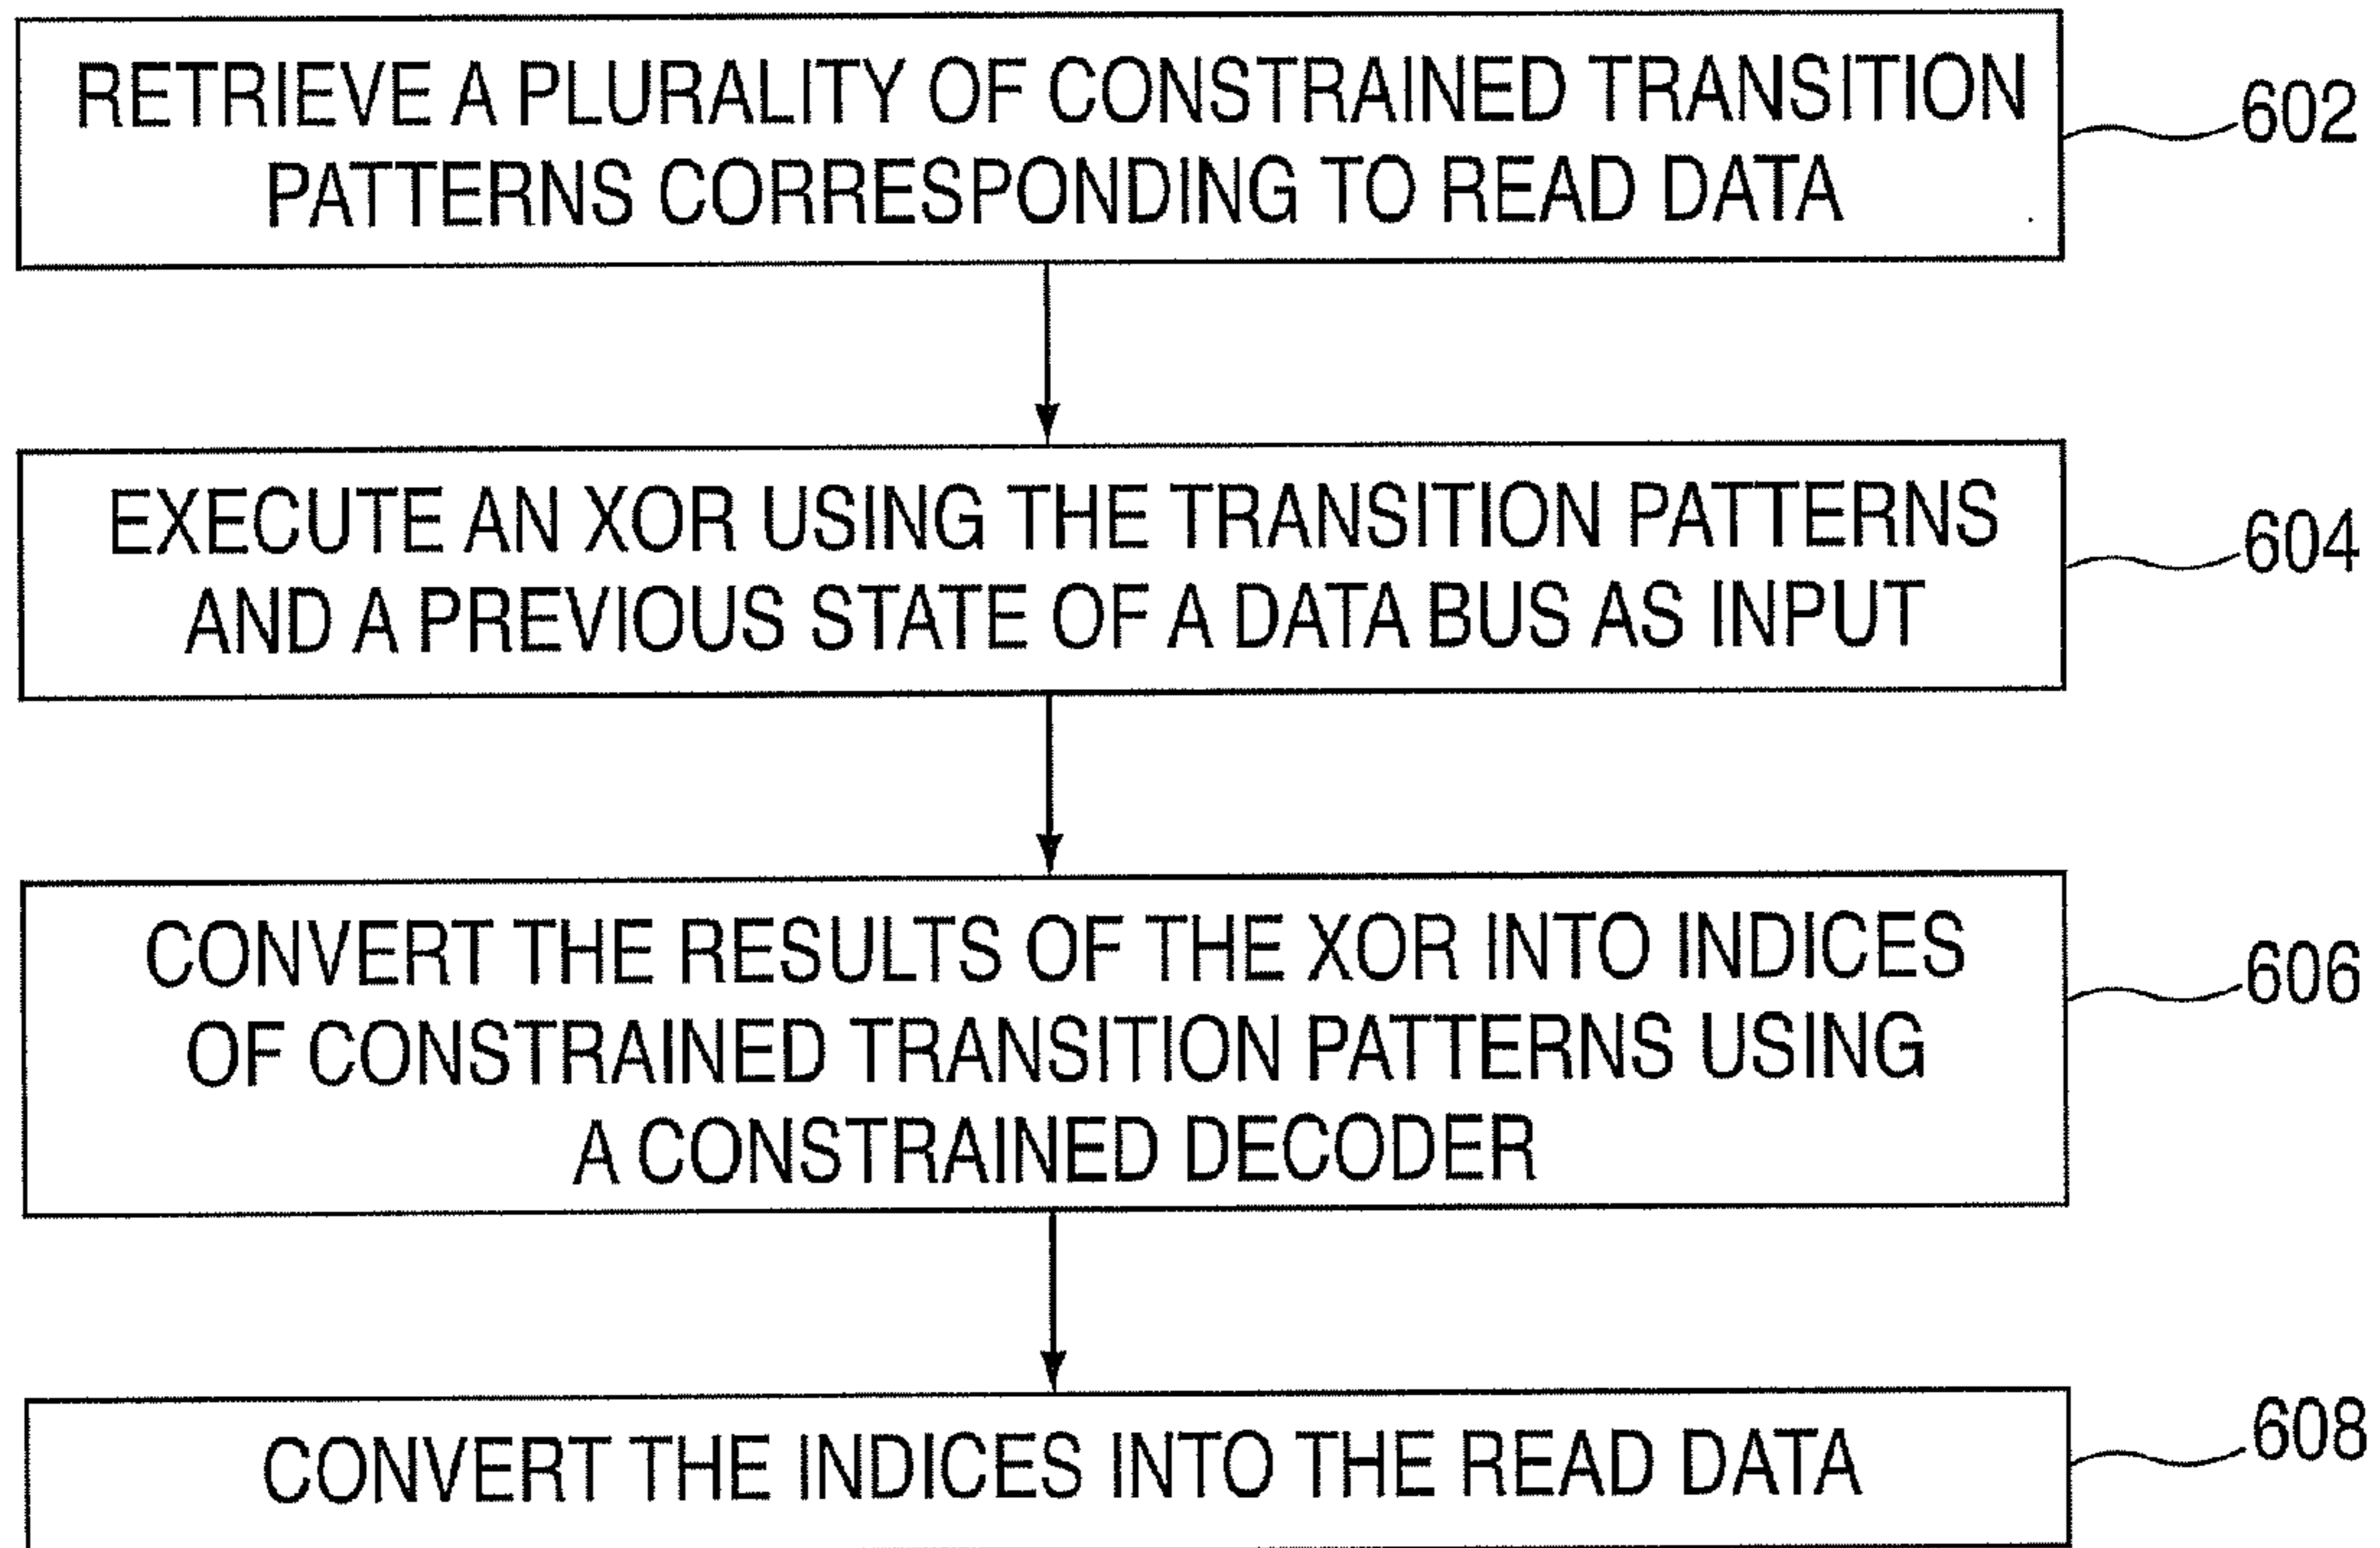 RETRIEVE A PLURALITY OF CONSTRAINED TRANSITION
PATTERNS CORRESPONDING TO READ DATA
602
EXECUTE AN XOR USING THE TRANSITION PATTERNS
AND A PREVIOUS STATE OF A DATA BUS AS INPUT
604
CONVERT THE RESULTS OF THE XOR INTO INDICES
OF CONSTRAINED TRANSITION PATTERNS USING
A CONSTRAINED DECODER
606
CONVERT THE INDICES INTO THE READ DATA
608